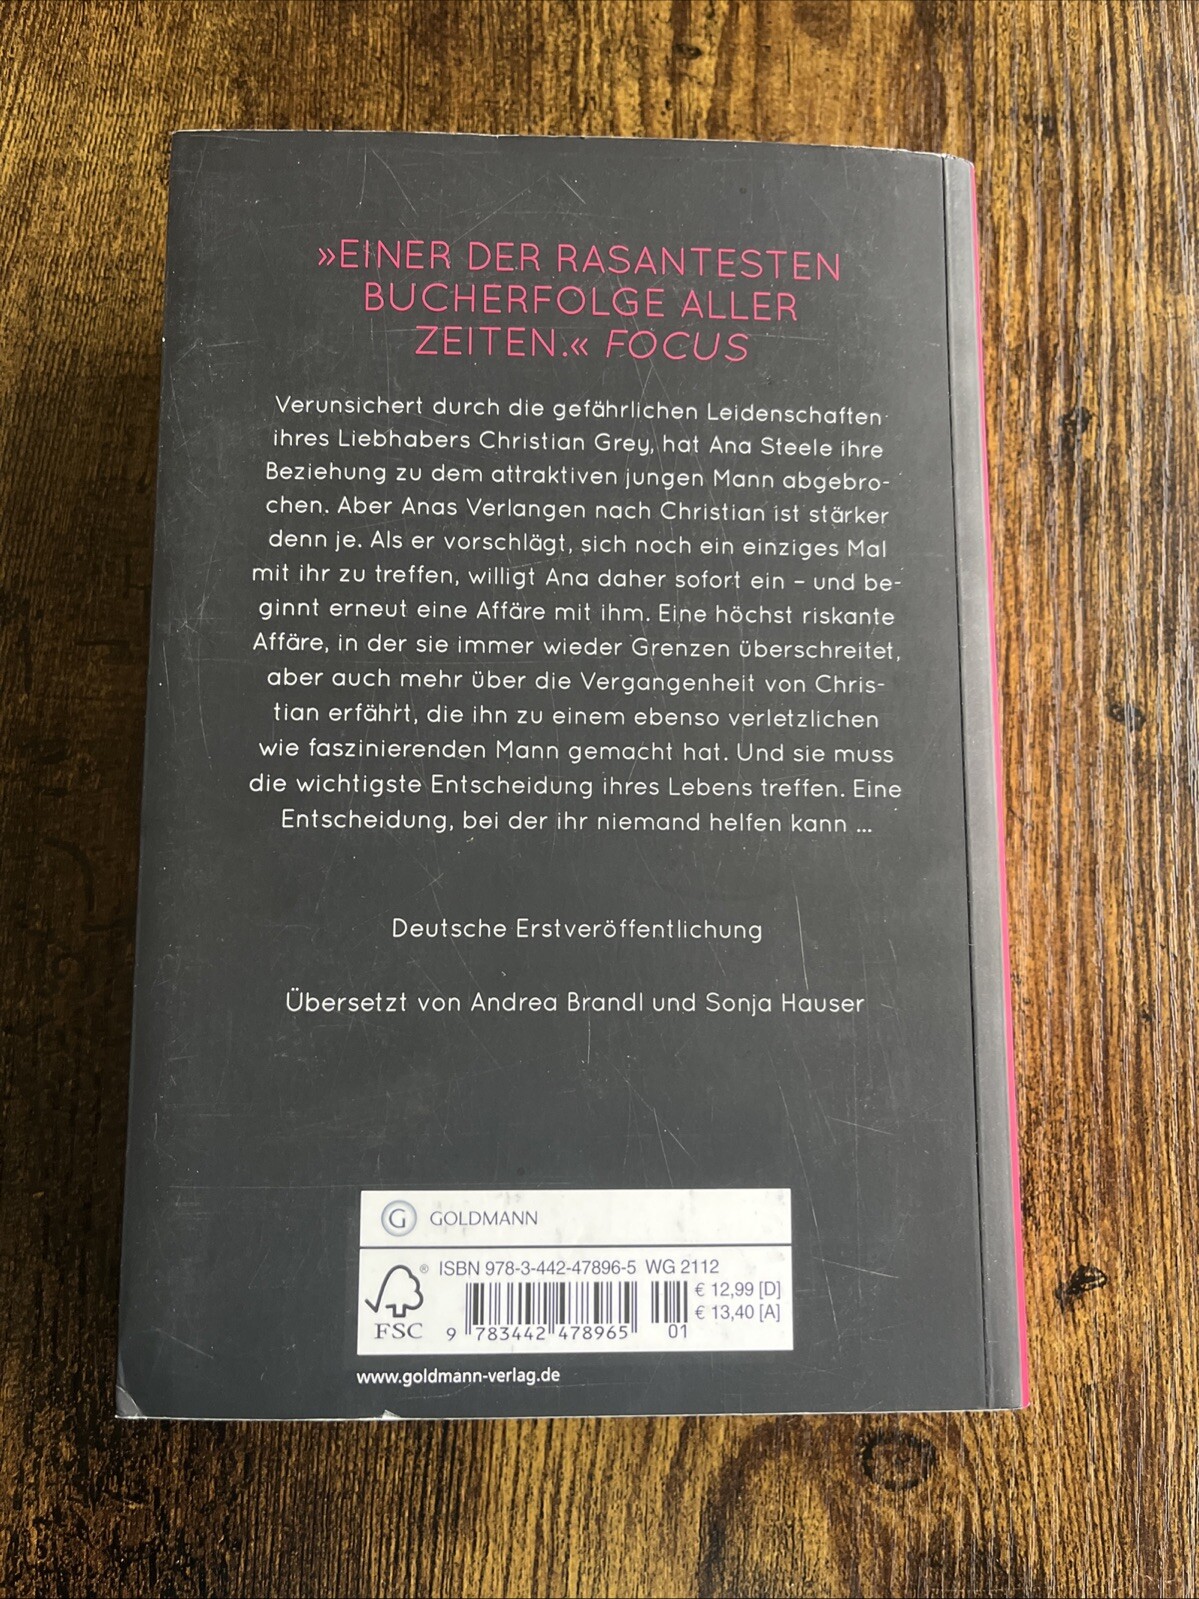 »EINER DER RASANTESTEN
BUCHERFOLGE ALLER
ZEITEN.« FOCUS
Verunsichert durch die gefährlichen Leidenschaften
ihres Liebhabers Christian Grey, hat Ana Steele ihre
Beziehung zu dem attraktiven jungen Mann abgebro-
chen. Aber Anas Verlangen nach Christian ist stärker
denn je. Als er vorschlägt, sich noch ein einziges Mal
mit ihr zu treffen, willigt Ana daher sofort ein – und be-
ginnt erneut eine Affäre mit ihm. Eine höchst riskante
Affäre, in der sie immer wieder Grenzen überschreitet,
aber auch mehr über die Vergangenheit von Chris-
tian erfährt, die ihn zu einem ebenso verletzlichen
wie faszinierenden Mann gemacht hat. Und sie muss
die wichtigste Entscheidung ihres Lebens treffen. Eine
Entscheidung, bei der ihr niemand helfen kann ...
Deutsche Erstveröffentlichung
Übersetzt von Andrea Brandl und Sonja Hauser
G GOLDMANN
ISBN 978-3-442-47896-5 WG 2112
€ 12,99 [D]
€ 13,40 [A]
® FSC
9 783442 478965 01
www.goldmann-verlag.de